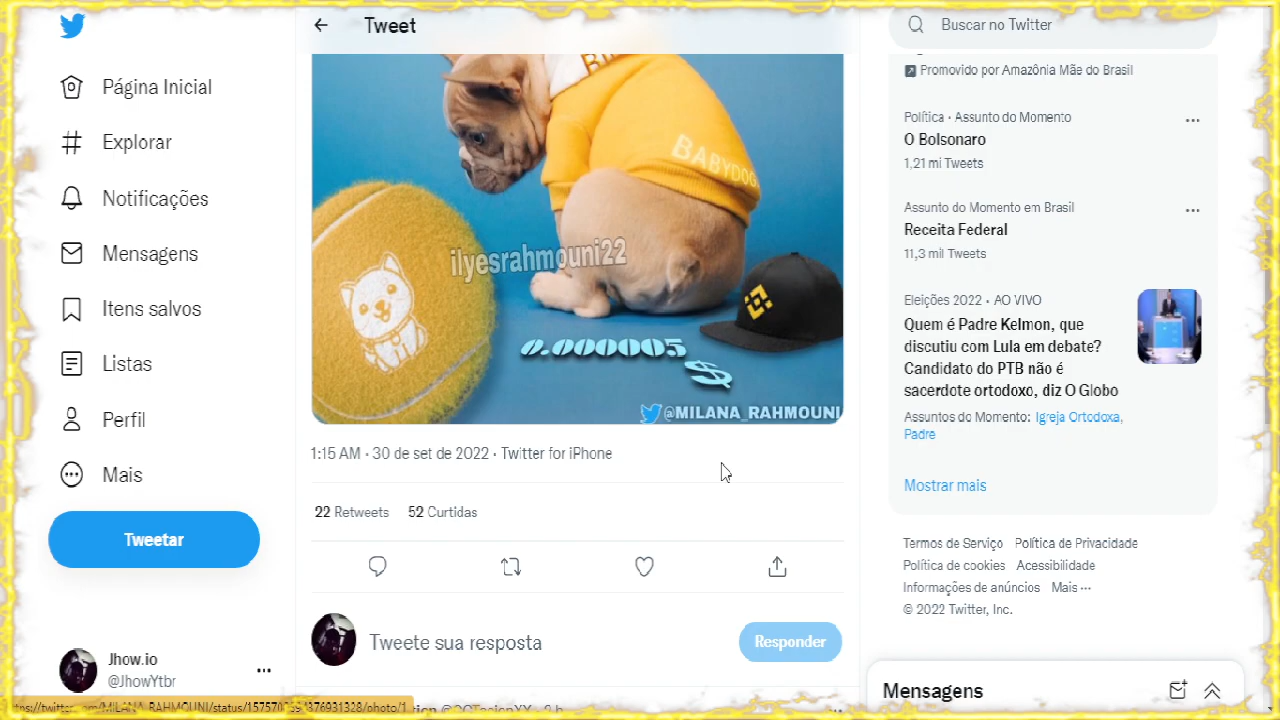 Tweet
Buscar no Twitter
Página Inicial
Explorar
Notificações
Mensagens
Itens salvos
Listas
Perfil
Mais
Tweetar
Jhow.io
@JhowYtbr
BABYDOG
ilyesrahmouni22
0.000005
$
@MILANA_RAHMOUNI
1:15 AM · 30 de set de 2022 · Twitter for iPhone
22 Retweets 52 Curtidas
Tweete sua resposta
Responder
Promovido por Amazônia Mãe do Brasil
Política · Assunto do Momento
O Bolsonaro
1,21 mi Tweets
Assunto do Momento em Brasil
Receita Federal
11,3 mil Tweets
Eleições 2022 · AO VIVO
Quem é Padre Kelmon, que
discutiu com Lula em debate?
Candidato do PTB não é
sacerdote ortodoxo, diz O Globo
Assuntos do Momento: Igreja Ortodoxa,
Padre
Mostrar mais
Termos de Serviço Política de Privacidade
Política de cookies Acessibilidade
Informações de anúncios Mais ···
© 2022 Twitter, Inc.
Mensagens